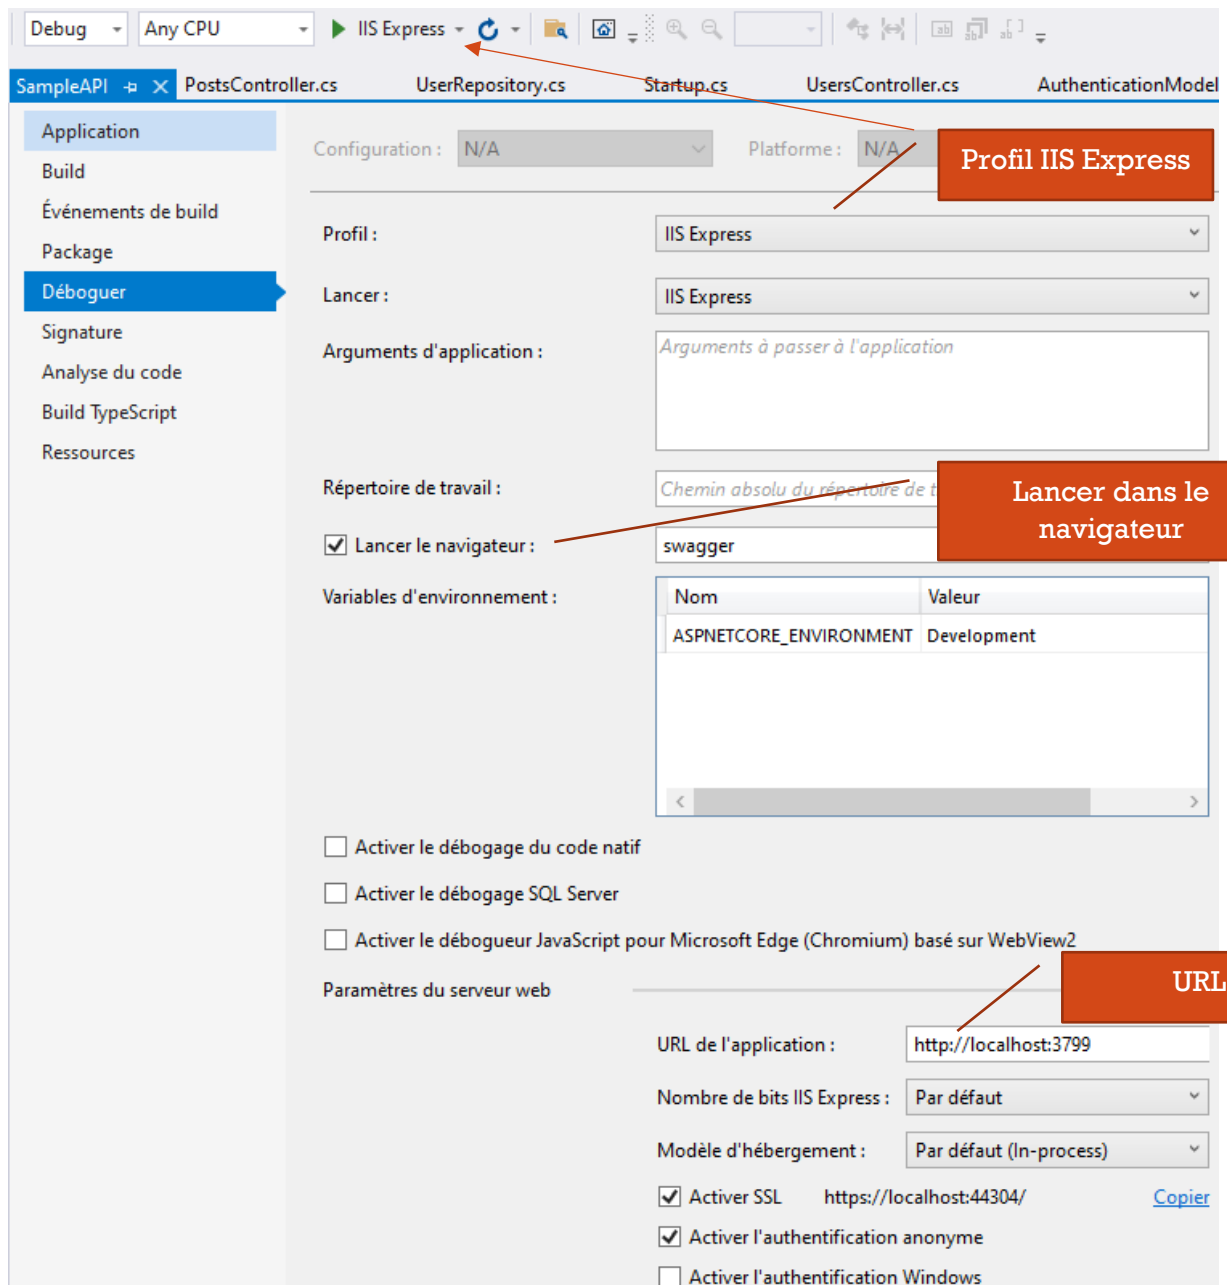 Debug Any CPU IIS Express
SampleAPI PostsController.cs UserRepository.cs Startup.cs UsersController.cs AuthenticationModel
Application
Build
Événements de build
Package
Déboguer
Signature
Analyse du code
Build TypeScript
Ressources
Configuration : N/A Platforme : N/A
Profil IIS Express
Profil : IIS Express
Lancer : IIS Express
Arguments d'application : Arguments à passer à l'application
Répertoire de travail : Chemin absolu du répertoire de
Lancer dans le
navigateur
Lancer le navigateur : swagger
Variables d'environnement : Nom Valeur
ASPNETCORE_ENVIRONMENT Development
Activer le débogage du code natif
Activer le débogage SQL Server
Activer le débogueur JavaScript pour Microsoft Edge (Chromium) basé sur WebView2
URL
Paramètres du serveur web
URL de l'application : http://localhost:3799
Nombre de bits IIS Express : Par défaut
Modèle d'hébergement : Par défaut (In-process)
Activer SSL https://localhost:44304/ Copier
Activer l'authentification anonyme
Activer l'authentification Windows